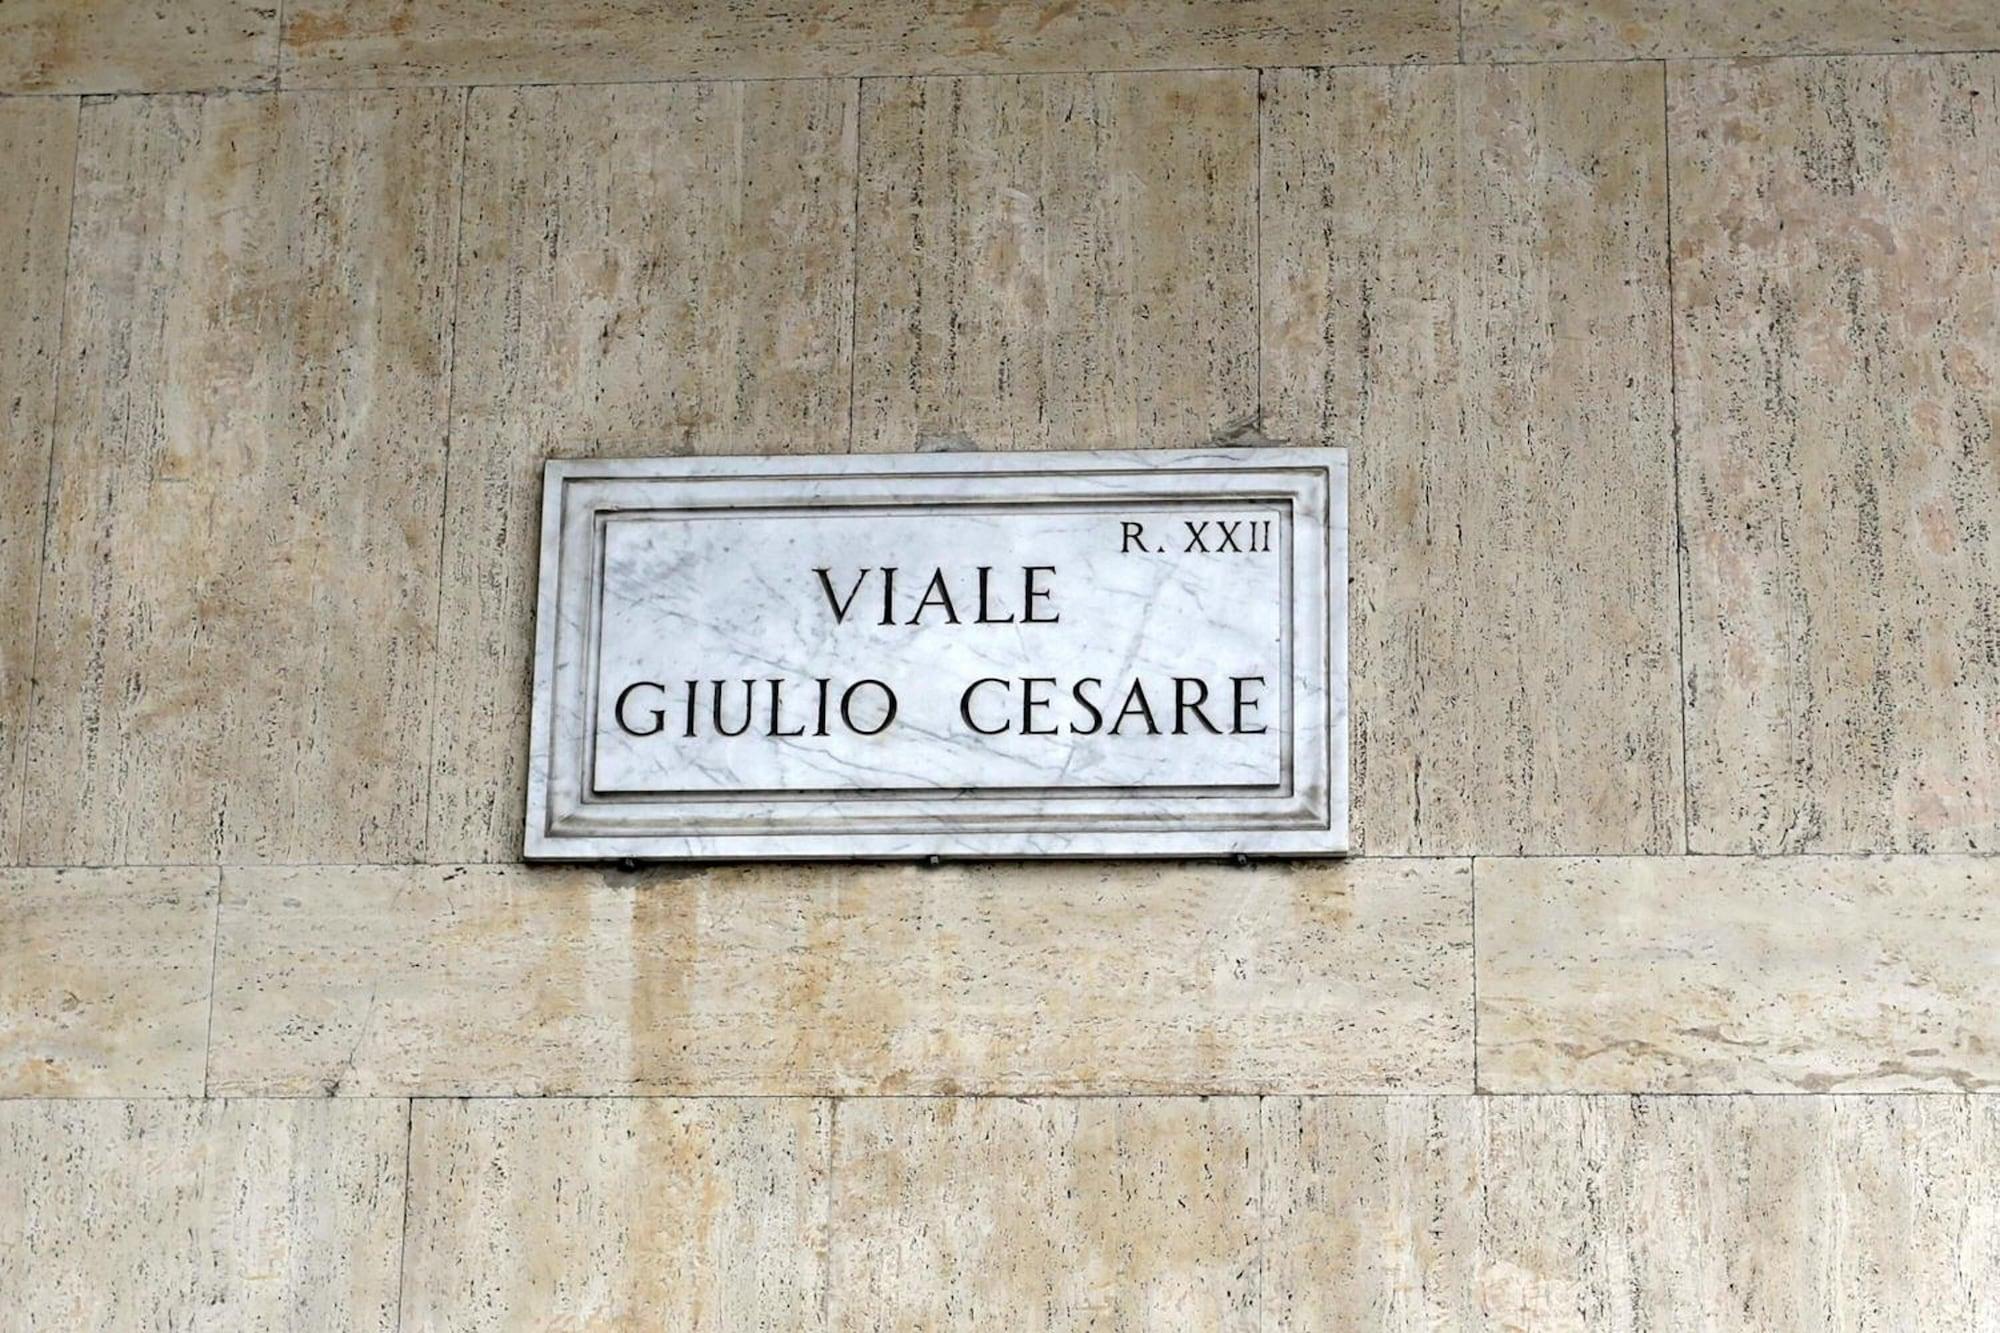 R. XXII
VIALE
GIULIO CESARE